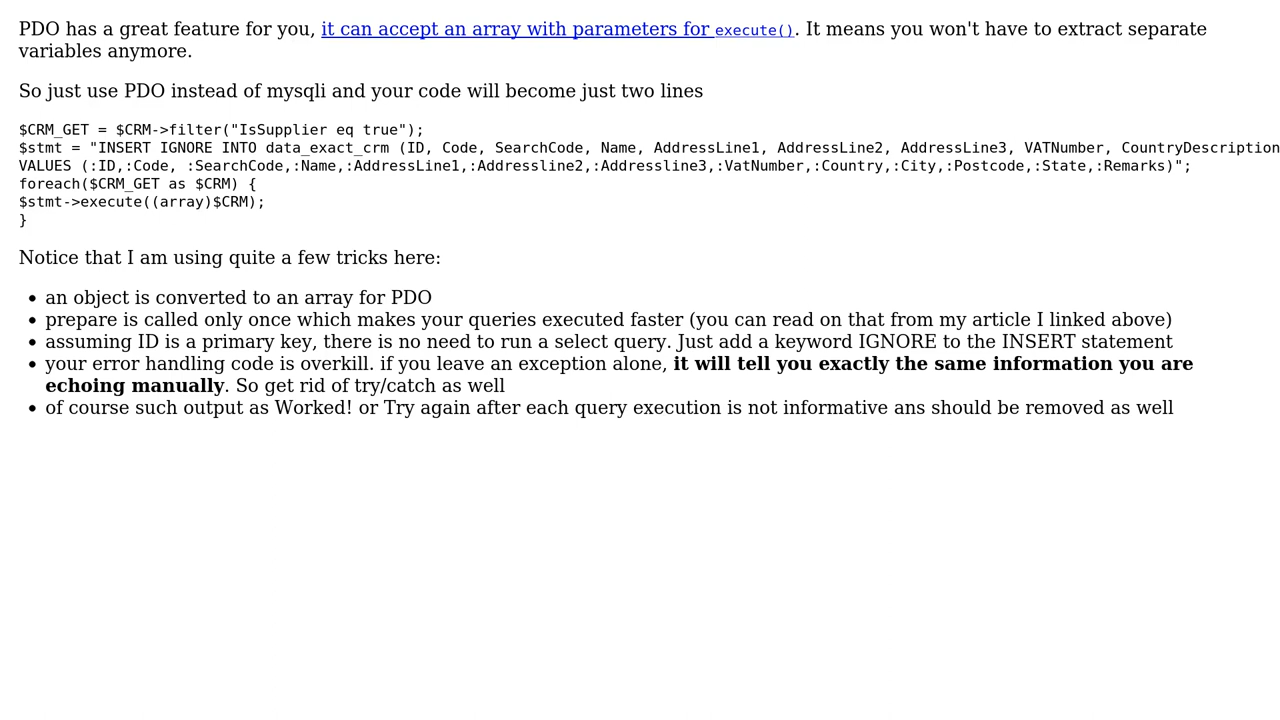 PDO has a great feature for you, it can accept an array with parameters for execute(). It means you won't have to extract separate
variables anymore.
So just use PDO instead of mysqli and your code will become just two lines
$CRM_GET = $CRM->filter("IsSupplier eq true");
$stmt = "INSERT IGNORE INTO data_exact_crm (ID, Code, SearchCode, Name, AddressLine1, AddressLine2, AddressLine3, VATNumber, CountryDescription
VALUES (:ID,:Code, :SearchCode,:Name,:AddressLine1,:Addressline2,:Addressline3,:VatNumber,:Country,:City,:Postcode,:State,:Remarks)";
foreach($CRM_GET as $CRM) {
$stmt->execute((array)$CRM);
}
Notice that I am using quite a few tricks here:
• an object is converted to an array for PDO
• prepare is called only once which makes your queries executed faster (you can read on that from my article I linked above)
• assuming ID is a primary key, there is no need to run a select query. Just add a keyword IGNORE to the INSERT statement
• your error handling code is overkill. if you leave an exception alone, it will tell you exactly the same information you are
echoing manually. So get rid of try/catch as well
• of course such output as Worked! or Try again after each query execution is not informative ans should be removed as well